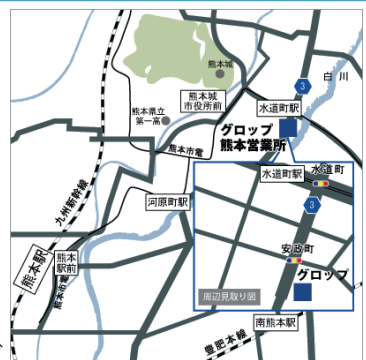 熊本城
3
白川
熊本城
市役所前
水道町駅
熊本県立
第一高
グロップ
熊本営業所
熊本市電
水道町駅
水道町
九州新幹線
河原町駅
3
安政町
熊本駅
熊本
駅前
熊本市電
グロップ
周辺見取り図
南熊本駅
豊肥本線